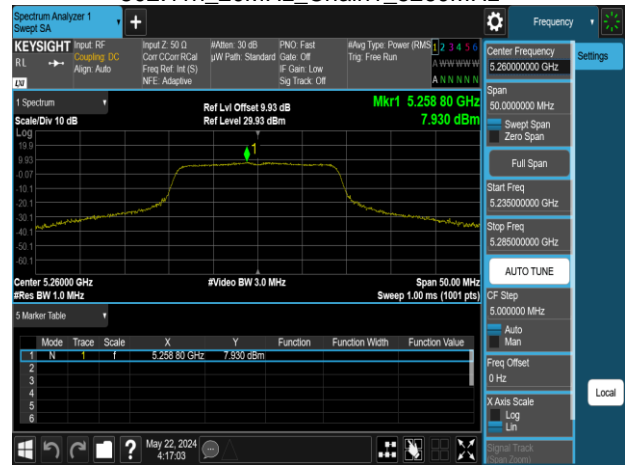 Spectrum Analyzer 1
Swept SA
Frequency
KEYSIGHT
RL
LXI
Input: RF
Coupling: DC
Align: Auto
Input Z: 50 Ω
Corr CCorr RCal
Freq Ref: Int (S)
NFE: Adaptive
#Atten: 30 dB
µW Path: Standard
PNO: Fast
Gate: Off
IF Gain: Low
Sig Track: Off
#Avg Type: Power (RMS
Trig: Free Run
1 2 3 4 5 6
A W W W W W
A N N N N N
Center Frequency
5.260000000 GHz
Settings
Span
50.0000000 MHz
Swept Span
Zero Span
Full Span
Start Freq
5.235000000 GHz
Stop Freq
5.285000000 GHz
AUTO TUNE
CF Step
5.000000 MHz
Auto
Man
Freq Offset
0 Hz
X Axis Scale
Log
Lin
Signal Track
(Span Zoom)
Local
1 Spectrum
Scale/Div 10 dB
Ref Lvl Offset 9.93 dB
Ref Level 29.93 dBm
Mkr1 5.258 80 GHz
7.930 dBm
Log
1
19.9
9.93
-0.07
-10.1
-20.1
-30.1
-40.1
-50.1
-60.1
Center 5.26000 GHz
#Res BW 1.0 MHz
#Video BW 3.0 MHz
Span 50.00 MHz
Sweep 1.00 ms (1001 pts)
5 Marker Table
Mode Trace Scale X Y Function Function Width Function Value
1 N 1 f 5.258 80 GHz 7.930 dBm
2
3
4
5
6
May 22, 2024
4:17:03